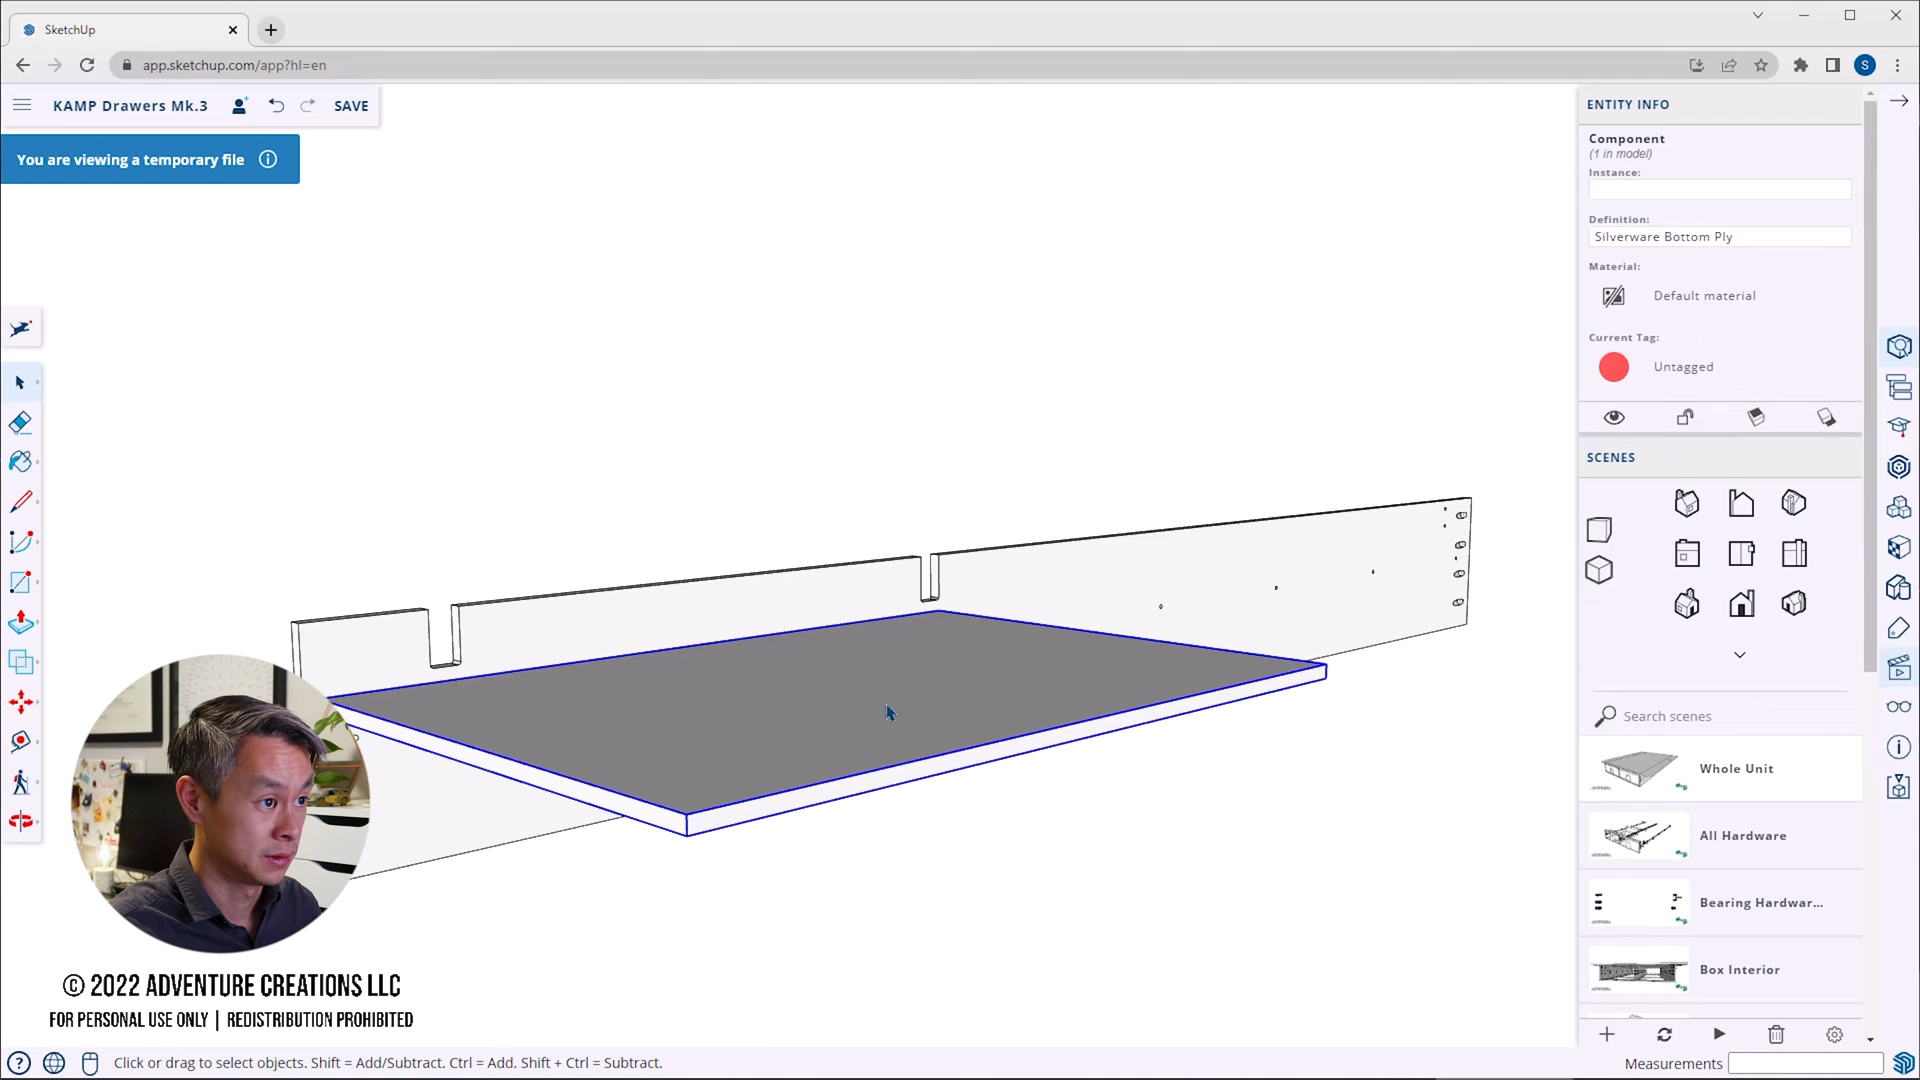 SketchUp
app.sketchup.com/app?hl=en
S
KAMP Drawers Mk.3
SAVE
You are viewing a temporary file
ENTITY INFO
Component
(1 in model)
Instance:
Definition:
Silverware Bottom Ply
Material:
Default material
Current Tag:
Untagged
SCENES
Search scenes
Whole Unit
All Hardware
Bearing Hardwar...
Box Interior
© 2022 ADVENTURE CREATIONS LLC
FOR PERSONAL USE ONLY | REDISTRIBUTION PROHIBITED
Click or drag to select objects. Shift = Add/Subtract. Ctrl = Add. Shift + Ctrl = Subtract.
Measurements